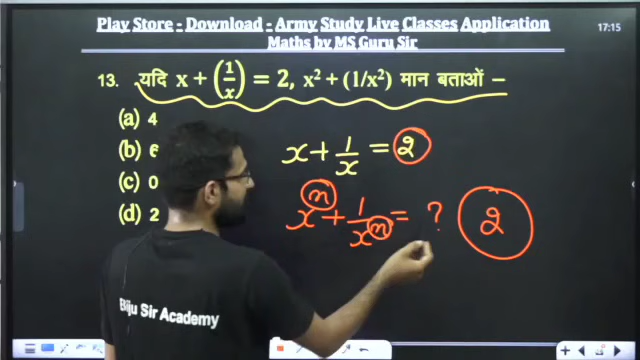 Play Store - Download - Army Study Live Classes Application
Maths by MS Guru Sir
17:15
13. यदि x + (1/x) = 2, x² + (1/x²) मान बताओं –
(a) 4
(b) 6
(c) 0
(d) 2
x + 1/x = 2
xⁿ + 1/xⁿ = ? 2
Biju Sir Academy